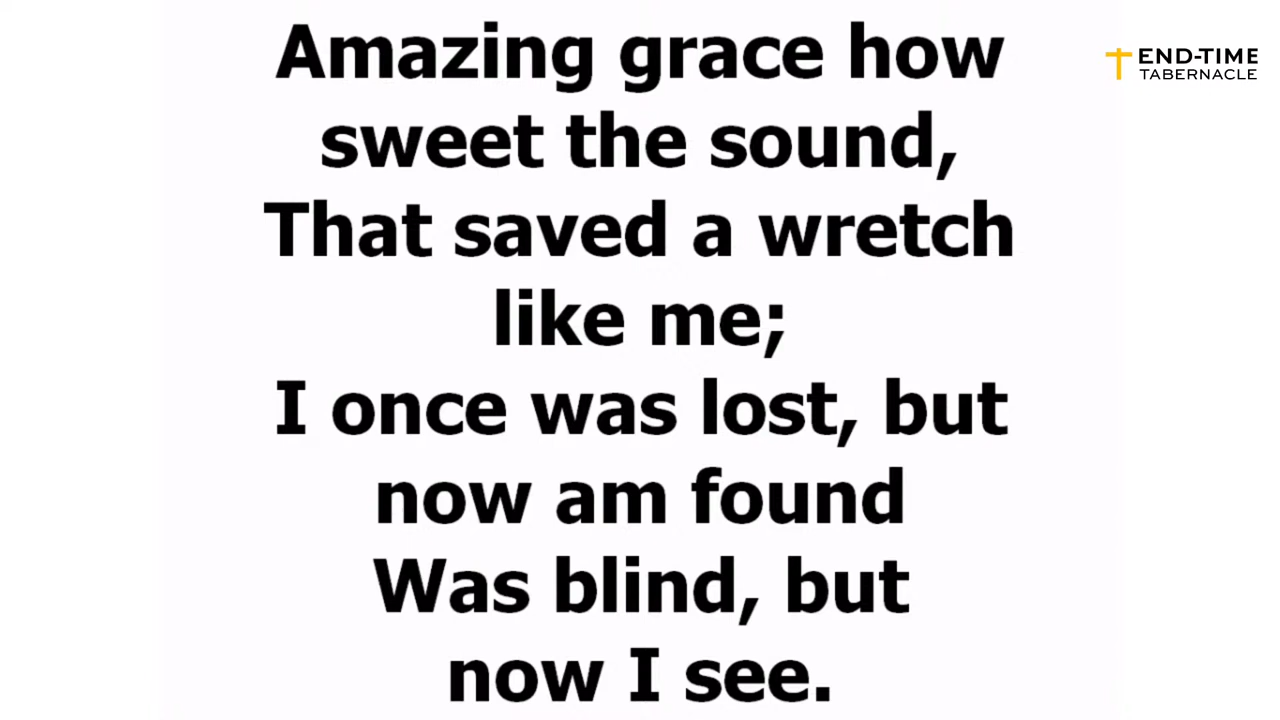 Amazing grace how
sweet the sound,
That saved a wretch
like me;
I once was lost, but
now am found
Was blind, but
now I see.
END-TIME
TABERNACLE